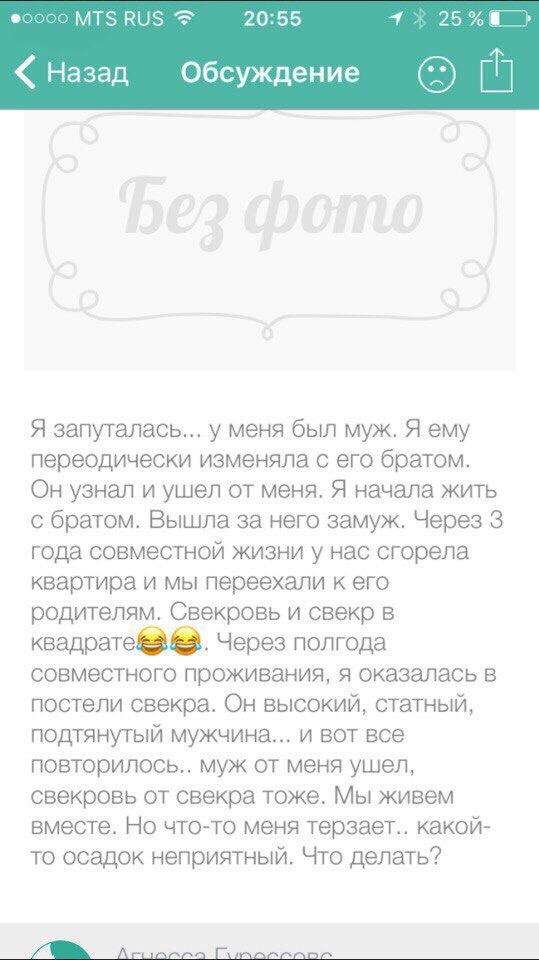 MTS RUS 20:55 25 %
Назад Обсуждение
Без фото
Я запуталась... у меня был муж. Я ему
переодически изменяла с его братом.
Он узнал и ушел от меня. Я начала жить
с братом. Вышла за него замуж. Через 3
года совместной жизни у нас сгорела
квартира и мы переехали к его
родителям. Свекровь и свекр в
квадрате😂😂. Через полгода
совместного проживания, я оказалась в
постели свекра. Он высокий, статный,
подтянутый мужчина... и вот все
повторилось.. муж от меня ушел,
свекровь от свекра тоже. Мы живем
вместе. Но что-то меня терзает.. какой-
то осадок неприятный. Что делать?